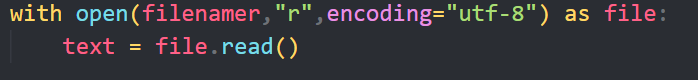 with open(filenamer,"r",encoding="utf-8") as file:
    text = file.read()